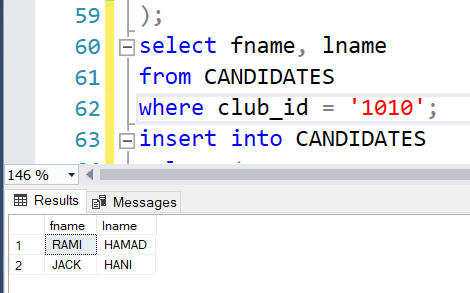 59 );
60 select fname, lname
61 from CANDIDATES
62 where club_id = '1010';
63 insert into CANDIDATES
146 %
Results Messages
fname lname
1 RAMI HAMAD
2 JACK HANI